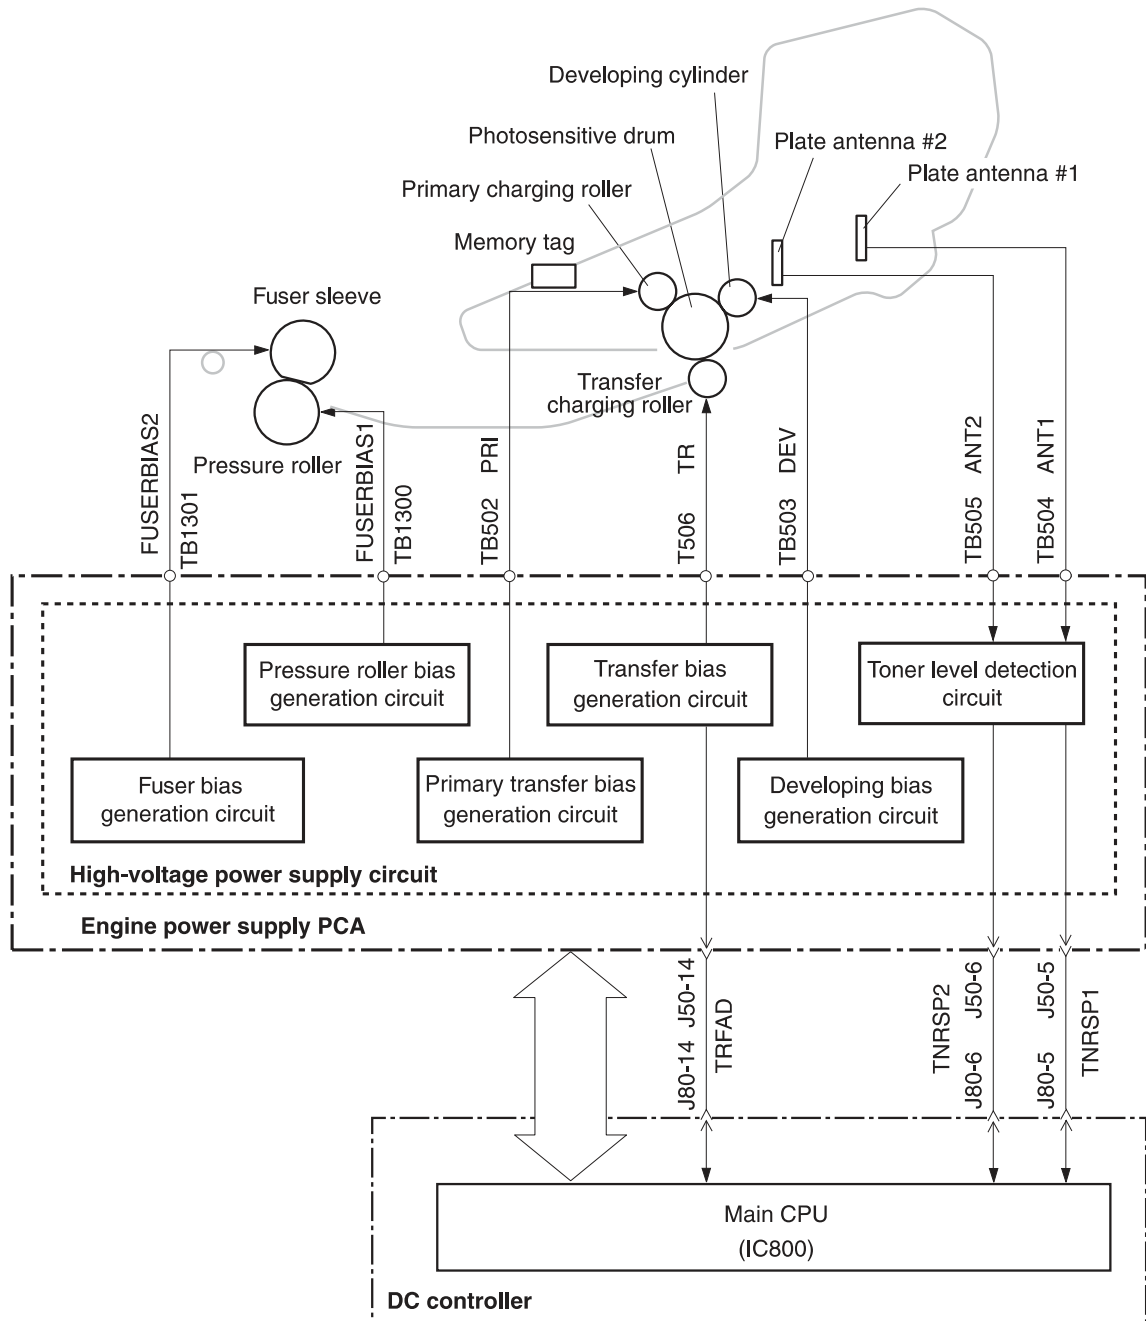 Developing cylinder
Photosensitive drum
Plate antenna #2
Plate antenna #1
Primary charging roller
Memory tag
Fuser sleeve
Transfer
charging roller
Pressure roller
FUSERBIAS2
TB1301
FUSERBIAS1
TB1300
TB502 PRI
T506 TR
TB503 DEV
TB505 ANT2
TB504 ANT1
Pressure roller bias
generation circuit
Transfer bias
generation circuit
Toner level detection
circuit
Fuser bias
generation circuit
Primary transfer bias
generation circuit
Developing bias
generation circuit
High-voltage power supply circuit
Engine power supply PCA
J80-14 J50-14
TRFAD
TNRSP2
J80-6 J50-6
J80-5 J50-5
TNRSP1
Main CPU
(IC800)
DC controller